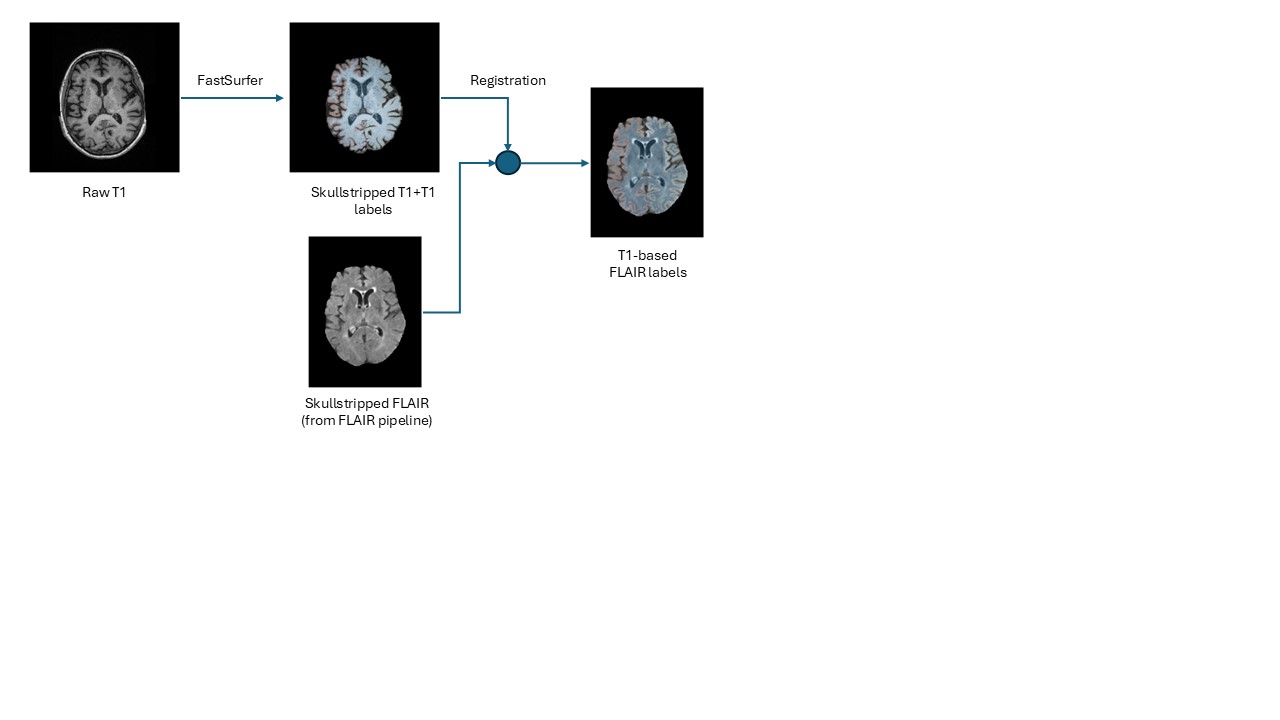 FastSurfer
Registration
Raw T1
Skullstripped T1+T1
labels
T1-based
FLAIR labels
Skullstripped FLAIR
(from FLAIR pipeline)